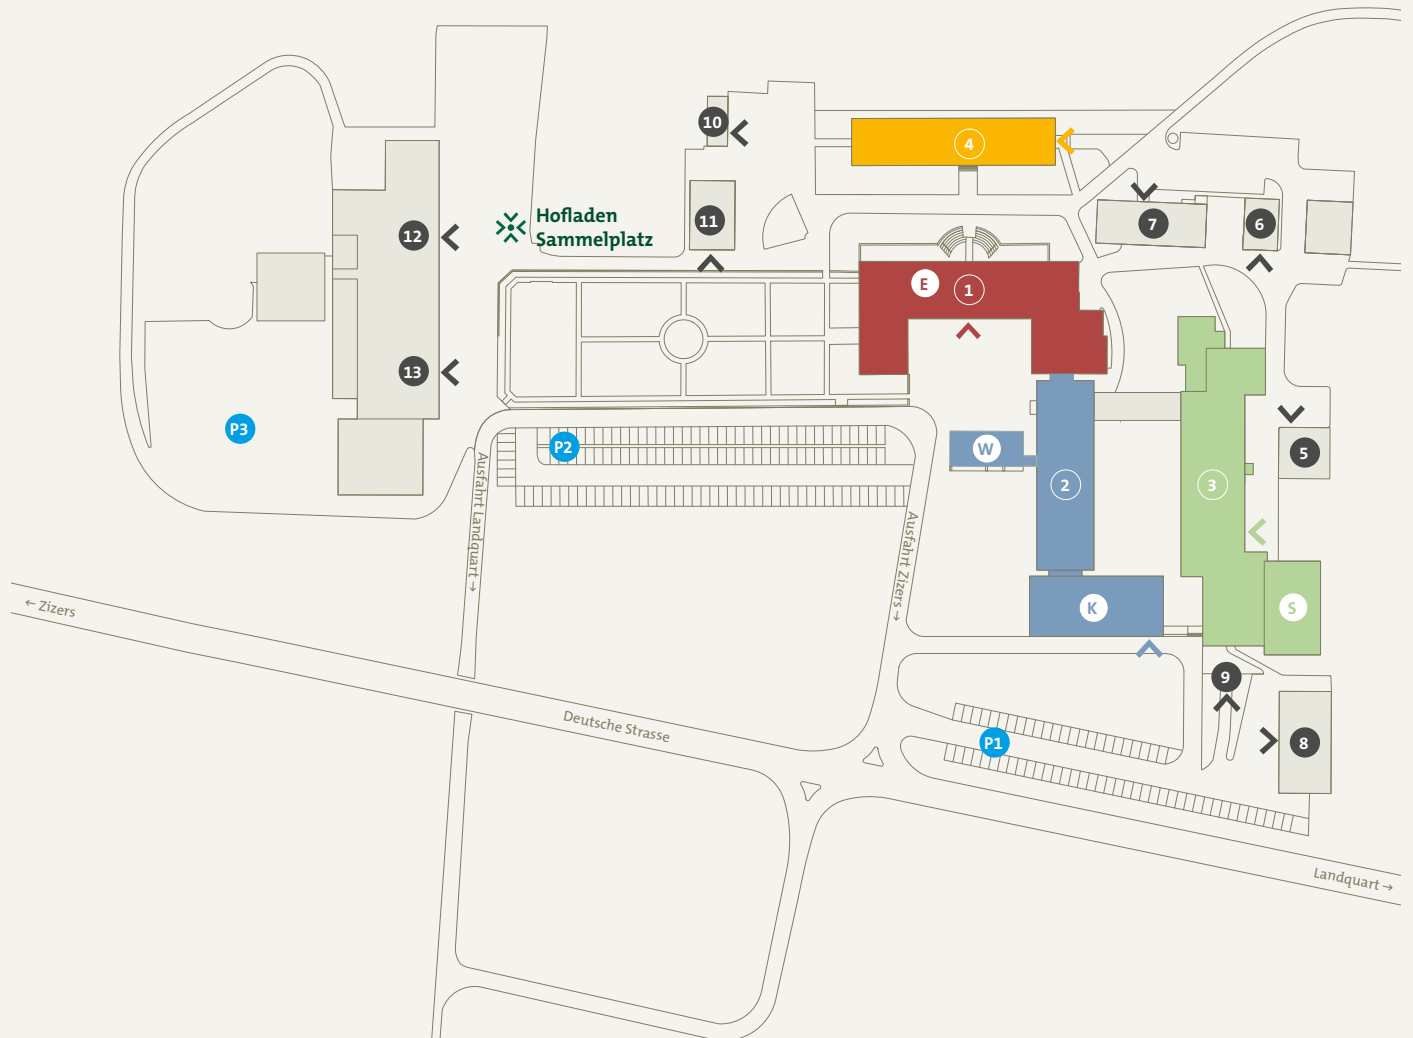 10
4
11
Hofladen
Sammelplatz
12
7
6
E
1
13
P3
P2
W
5
2
3
Ausfahrt Landquart →
Ausfahrt Zizers →
← Zizers
K
S
9
Deutsche Strasse
P1
8
Landquart →